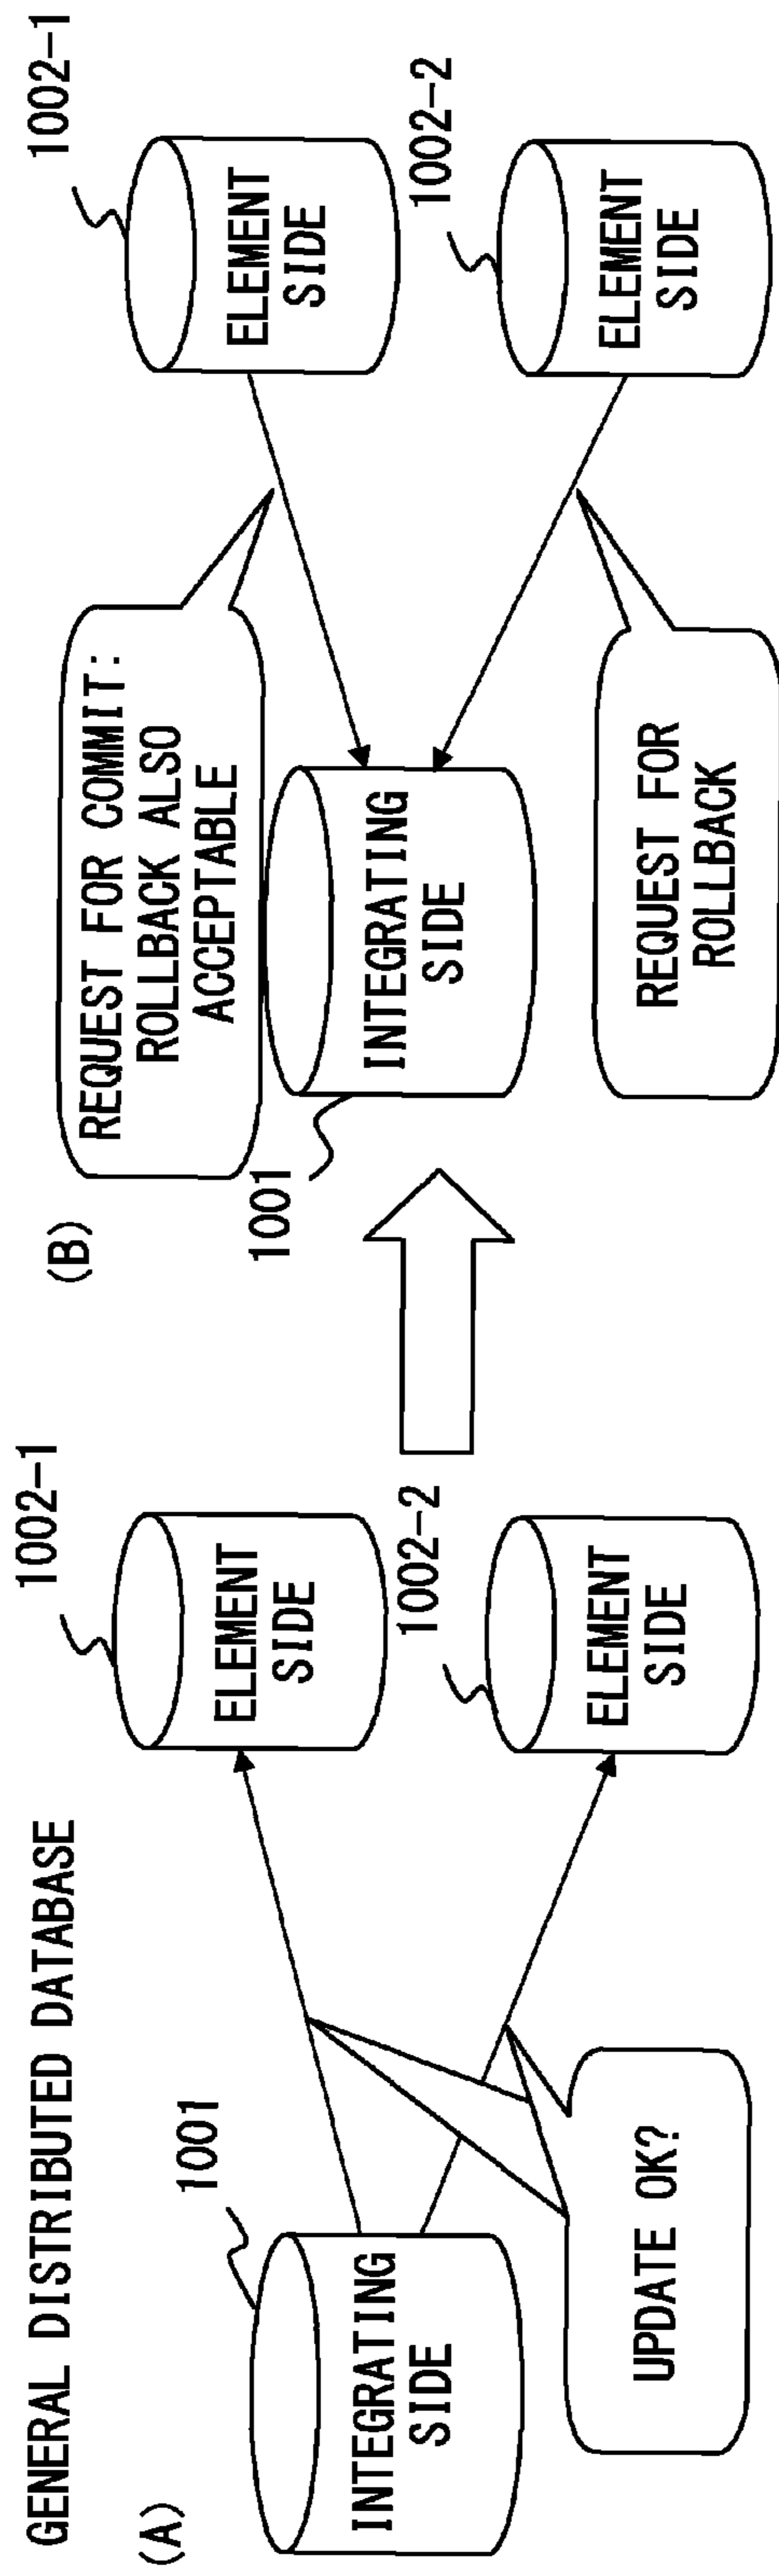 GENERAL DISTRIBUTED DATABASE
(A)
1001
INTEGRATING
SIDE
UPDATE OK?
1002-1
ELEMENT
SIDE
1002-2
ELEMENT
SIDE
(B)
REQUEST FOR COMMIT:
ROLLBACK ALSO
ACCEPTABLE
1001
INTEGRATING
SIDE
REQUEST FOR
ROLLBACK
1002-1
ELEMENT
SIDE
1002-2
ELEMENT
SIDE